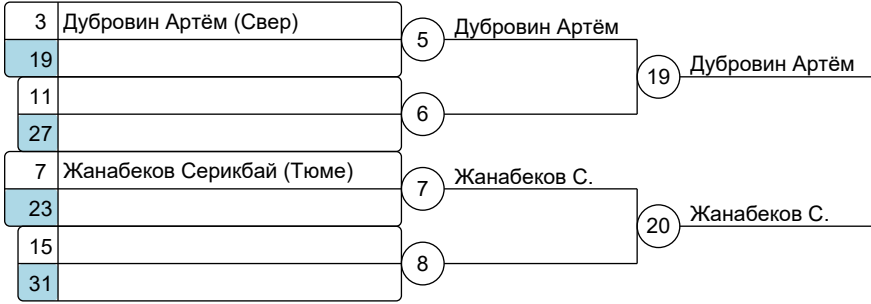 3 Дубровин Артём (Свер)
5 Дубровин Артём
19
19 Дубровин Артём
11
6
27
7 Жанабеков Серикбай (Тюме)
7 Жанабеков С.
23
20 Жанабеков С.
15
8
31